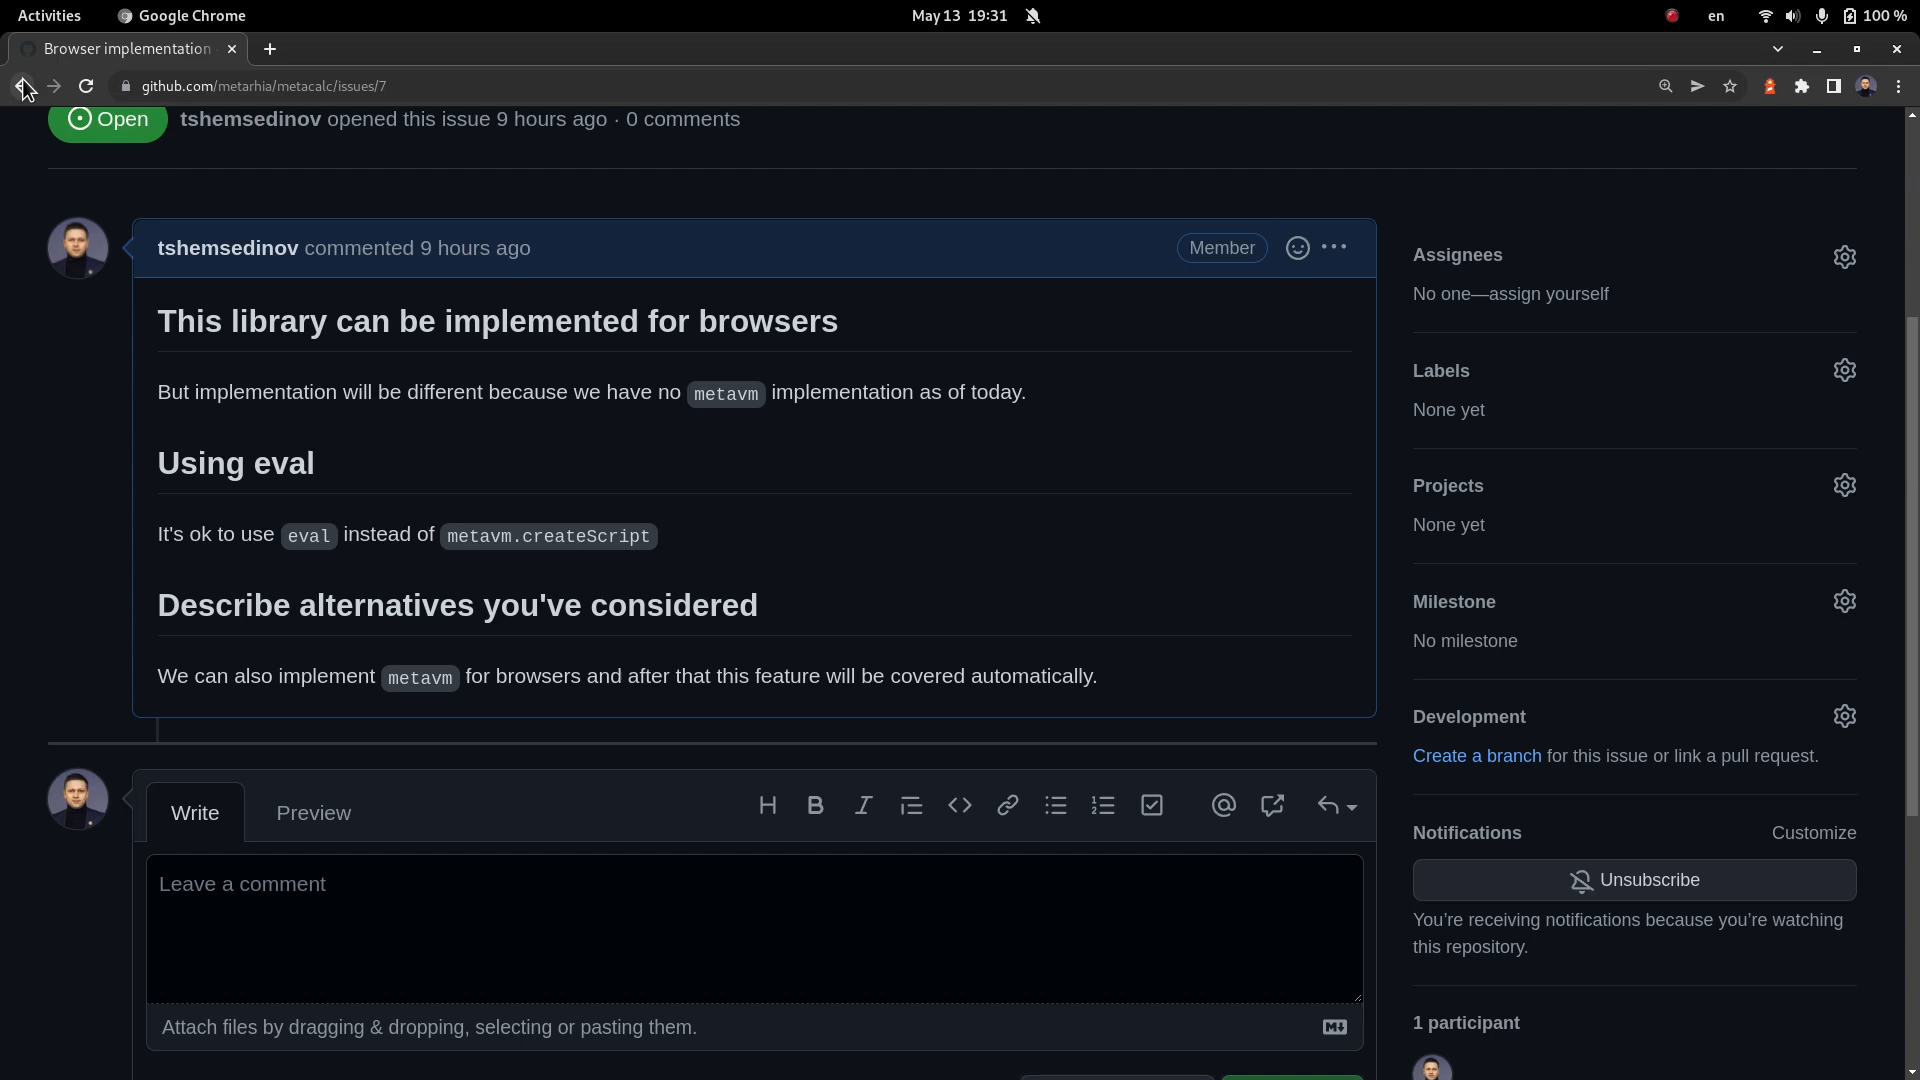 Activities
Google Chrome
May 13 19:31
en
100 %
Browser implementation
github.com/metarhia/metacalc/issues/7
Open
tshemsedinov opened this issue 9 hours ago · 0 comments
tshemsedinov commented 9 hours ago
Member
This library can be implemented for browsers
But implementation will be different because we have no metavm implementation as of today.
Using eval
It's ok to use eval instead of metavm.createScript
Describe alternatives you've considered
We can also implement metavm for browsers and after that this feature will be covered automatically.
Write
Preview
Leave a comment
Attach files by dragging & dropping, selecting or pasting them.
Assignees
No one—assign yourself
Labels
None yet
Projects
None yet
Milestone
No milestone
Development
Create a branch for this issue or link a pull request.
Notifications
Customize
Unsubscribe
You’re receiving notifications because you’re watching
this repository.
1 participant